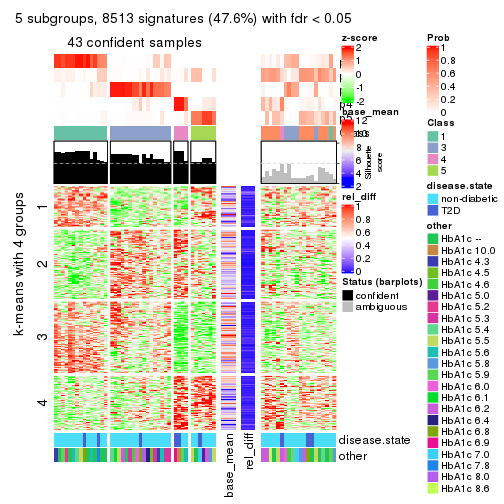 5 subgroups, 8513 signatures (47.6%) with fdr < 0.05
43 confident samples
k-means with 4 groups
1
2
3
4
Silhouette
score
disease.state
other
base_mean
rel_diff
z-score
2
1
0
-1
-2
base_mean
12
10
8
6
4
2
rel_diff
1
0.8
0.6
0.4
0.2
0
Status (barplots)
confident
ambiguous
Prob
1
0.8
0.6
0.4
0.2
0
Class
1
3
4
5
disease.state
non-diabetic
T2D
other
HbA1c --
HbA1c 10.0
HbA1c 4.3
HbA1c 4.5
HbA1c 4.6
HbA1c 5.0
HbA1c 5.2
HbA1c 5.3
HbA1c 5.4
HbA1c 5.5
HbA1c 5.6
HbA1c 5.8
HbA1c 5.9
HbA1c 6.0
HbA1c 6.1
HbA1c 6.2
HbA1c 6.4
HbA1c 6.8
HbA1c 6.9
HbA1c 7.0
HbA1c 7.8
HbA1c 8.0
HbA1c 8.6